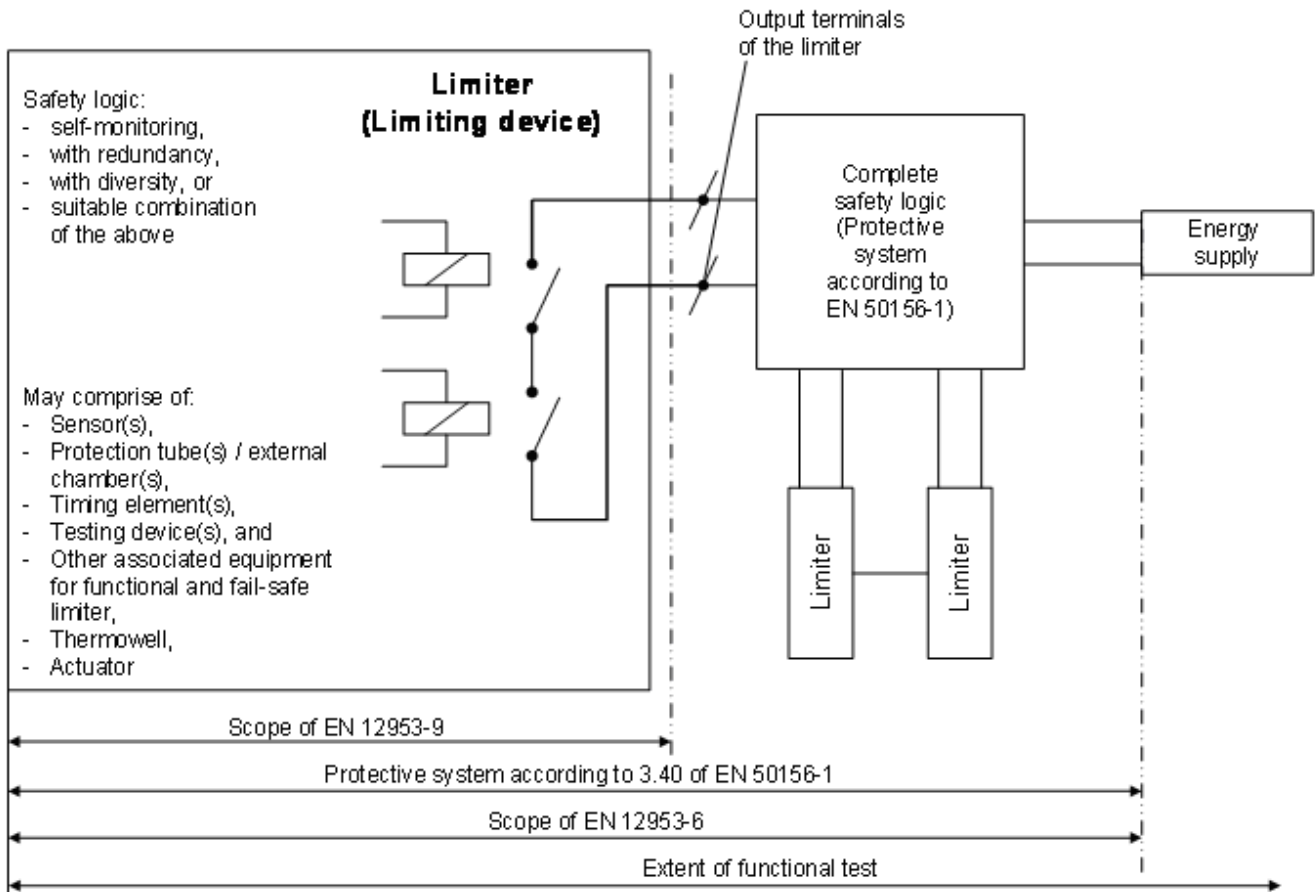 Output terminals
of the limiter
Limiter
(Limiting device)
Safety logic:
- self-monitoring,
- with redundancy,
- with diversity, or
- suitable combination
of the above
May comprise of:
- Sensor(s),
- Protection tube(s) / external
chamber(s),
- Timing element(s),
- Testing device(s), and
- Other associated equipment
for functional and fail-safe
limiter,
- Thermowell,
- Actuator
Complete
safety logic
(Protective
system
according to
EN 50156-1)
Energy
supply
Limiter
Limiter
Scope of EN 12953-9
Protective system according to 3.40 of EN 50156-1
Scope of EN 12953-6
Extent of functional test